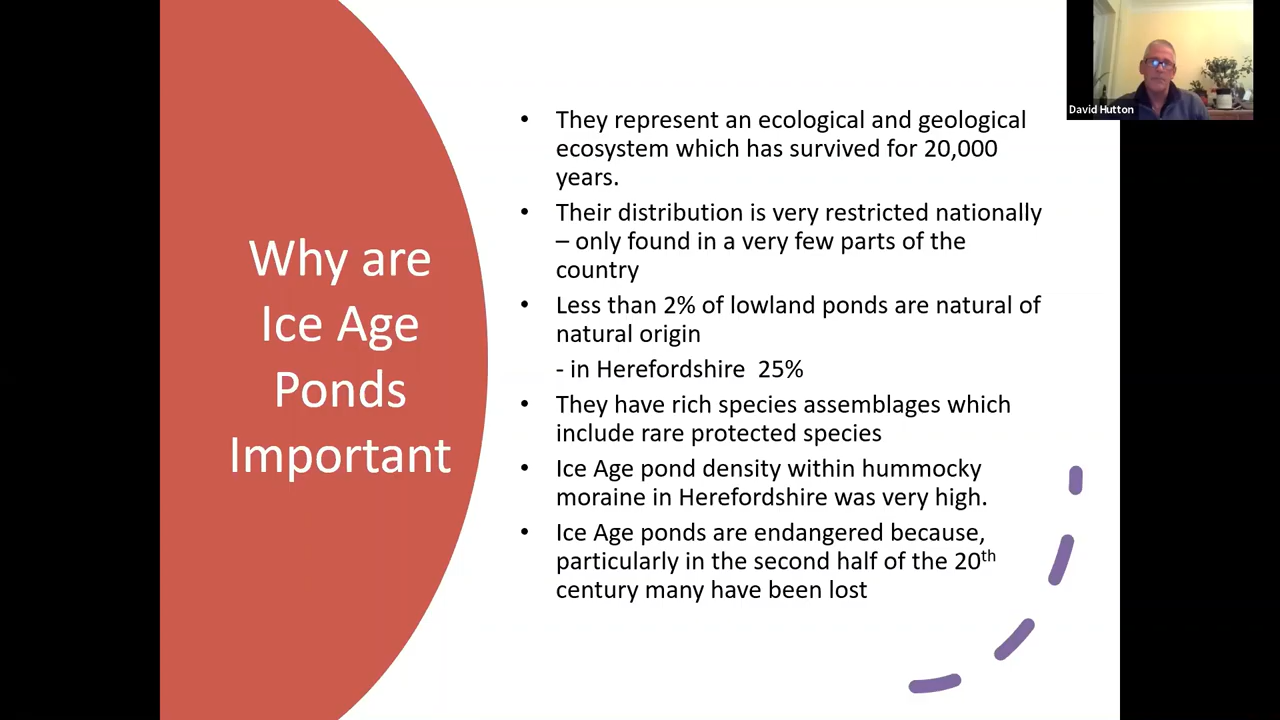 Why are
Ice Age
Ponds
Important
• They represent an ecological and geological
ecosystem which has survived for 20,000
years.
• Their distribution is very restricted nationally
– only found in a very few parts of the
country
• Less than 2% of lowland ponds are natural of
natural origin
- in Herefordshire 25%
• They have rich species assemblages which
include rare protected species
• Ice Age pond density within hummocky
moraine in Herefordshire was very high.
• Ice Age ponds are endangered because,
particularly in the second half of the 20th
century many have been lost
David Hutton